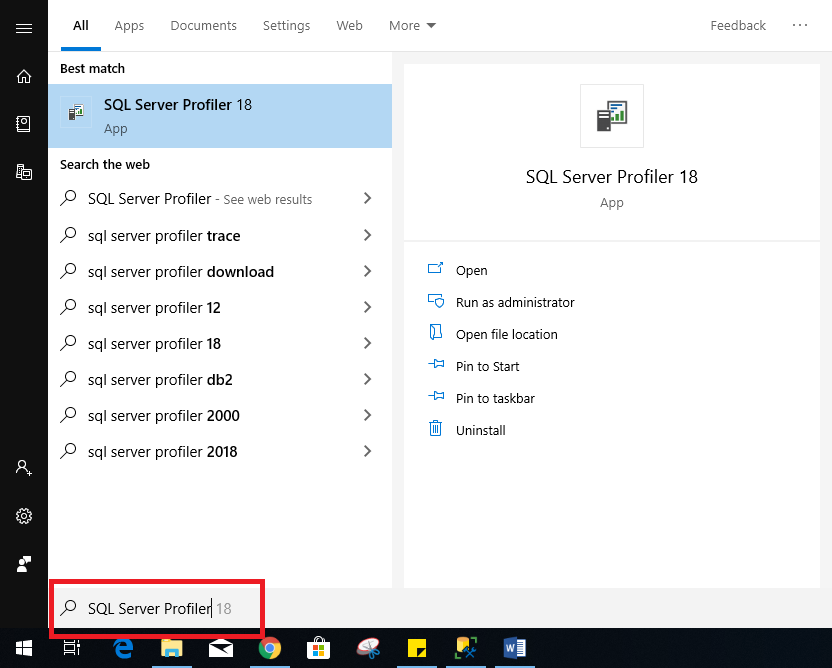 All Apps Documents Settings Web More Feedback ...
Best match
SQL Server Profiler 18
App
Search the web
SQL Server Profiler - See web results
sql server profiler trace
sql server profiler download
sql server profiler 12
sql server profiler 18
sql server profiler db2
sql server profiler 2000
sql server profiler 2018
SQL Server Profiler 18
App
Open
Run as administrator
Open file location
Pin to Start
Pin to taskbar
Uninstall
SQL Server Profiler 18